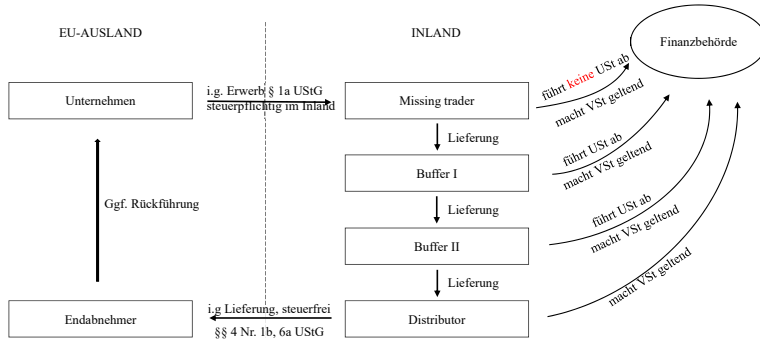 EU-AUSLAND
INLAND
Finanzbehörde
Unternehmen
i.g. Erwerb § 1a UStG
steuerpflichtig im Inland
Missing trader
führt keine USt ab
macht VSt geltend
Lieferung
Buffer I
führt USt ab
macht VSt geltend
Ggf. Rückführung
Lieferung
Buffer II
führt USt ab
macht VSt geltend
Lieferung
Endabnehmer
i.g Lieferung, steuerfrei
§§ 4 Nr. 1b, 6a UStG
Distributor
macht VSt geltend